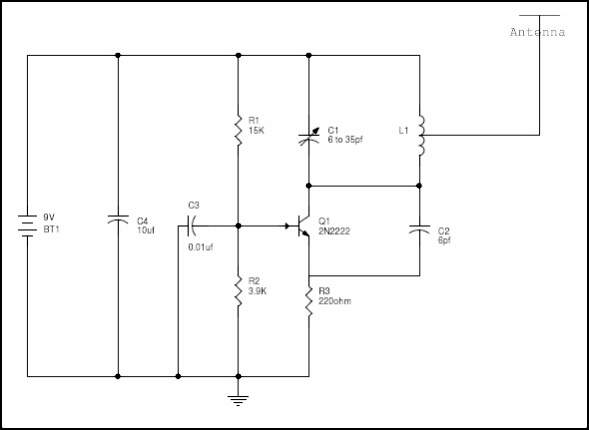 Antenna
R1
15K
C1
6 to 35pf
L1
C3
0.01uf
9V
BT1
C4
10uf
Q1
2N2222
C2
6pf
R2
3.9K
R3
220ohm